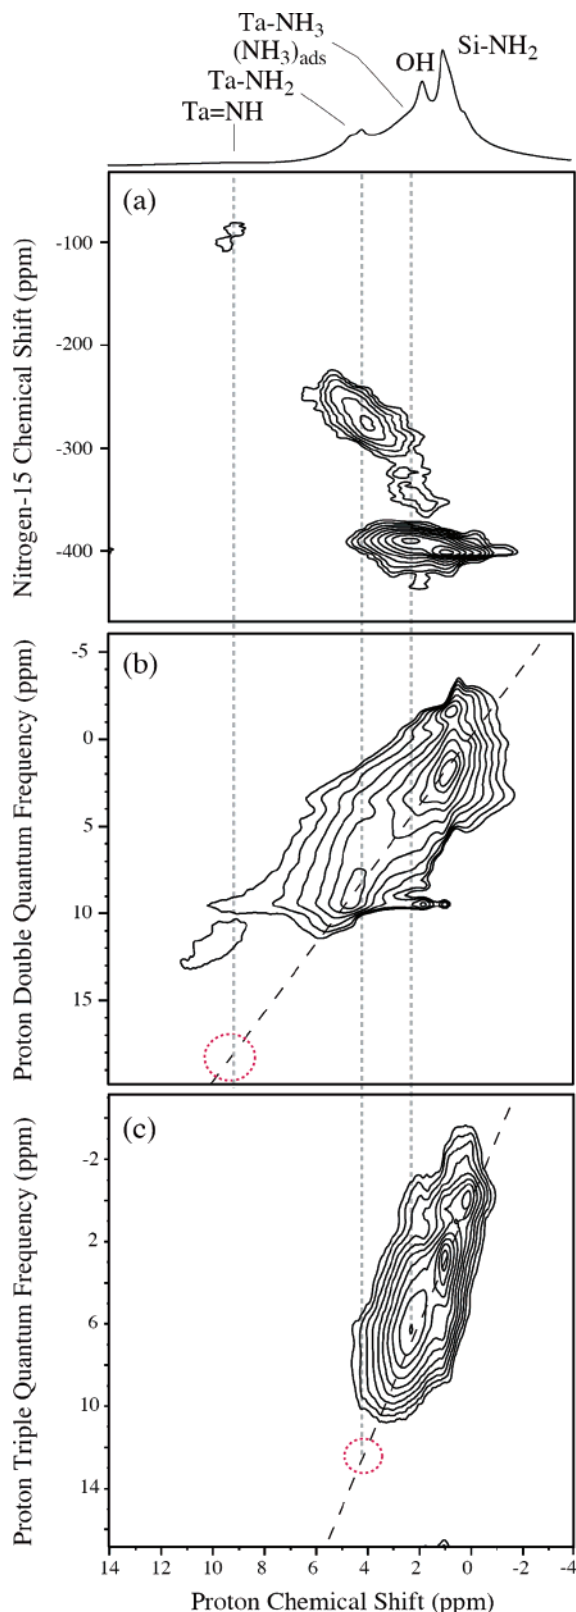 Ta-NH3
(NH3)ads
OH
Si-NH2
Ta-NH2
Ta=NH
(a)
-100
-200
-300
-400
Nitrogen-15 Chemical Shift (ppm)
(b)
-5
0
5
10
15
Proton Double Quantum Frequency (ppm)
(c)
-2
2
6
10
14
Proton Triple Quantum Frequency (ppm)
14 12 10 8 6 4 2 0 -2 -4
Proton Chemical Shift (ppm)